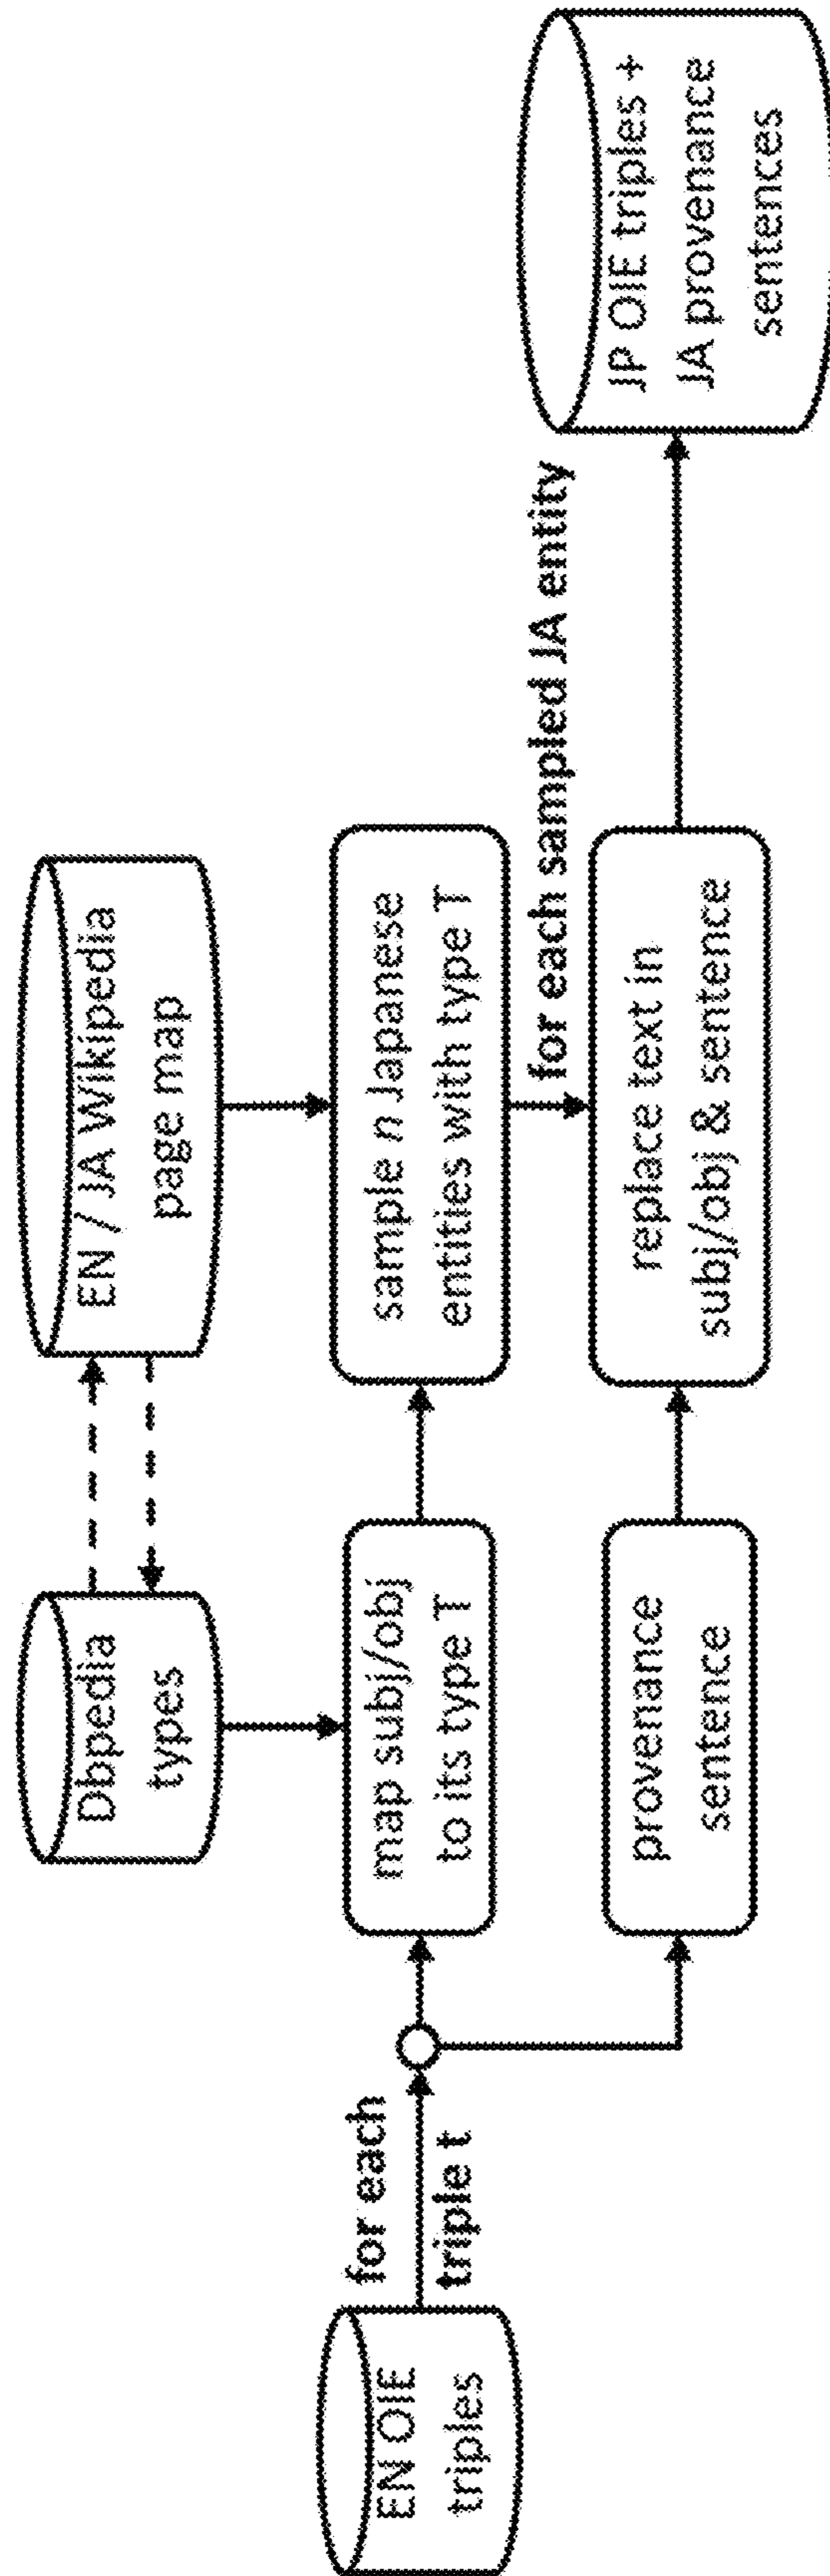 Dbpedia
types
EN / JA Wikipedia
page map
EN OIE
triples
for each
triple t
map subj/obj
to its type T
sample n Japanese
entities with type T
for each sampled JA entity
provenance
sentence
replace text in
subj/obj & sentence
JP OIE triples +
JA provenance
sentences